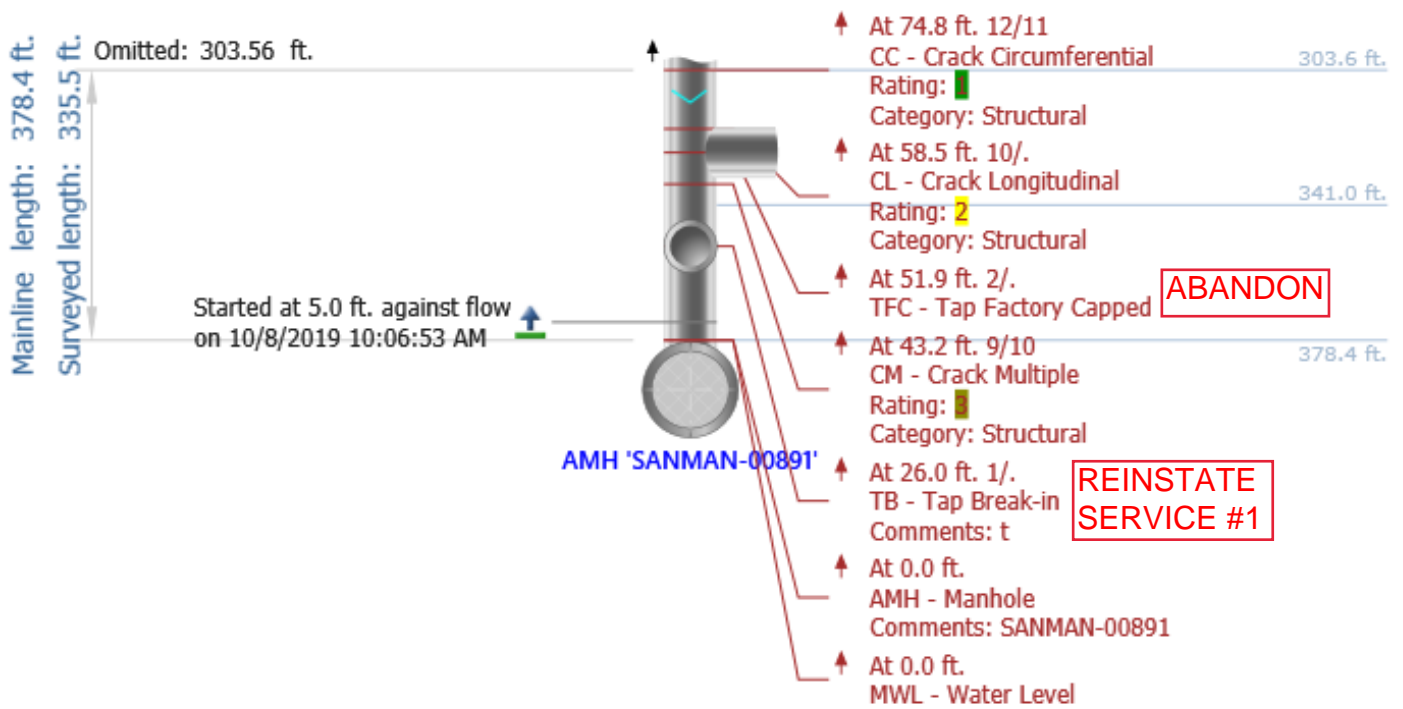 Mainline length: 378.4 ft.
Surveyed length: 335.5 ft.
Omitted: 303.56 ft.
Started at 5.0 ft. against flow
on 10/8/2019 10:06:53 AM
AMH 'SANMAN-00891'
At 74.8 ft. 12/11
CC - Crack Circumferential
Rating: 1
Category: Structural
303.6 ft.
At 58.5 ft. 10/.
CL - Crack Longitudinal
Rating: 2
Category: Structural
341.0 ft.
At 51.9 ft. 2/.
TFC - Tap Factory Capped
ABANDON
At 43.2 ft. 9/10
CM - Crack Multiple
Rating: 3
Category: Structural
378.4 ft.
At 26.0 ft. 1/.
TB - Tap Break-in
Comments: t
REINSTATE
SERVICE #1
At 0.0 ft.
AMH - Manhole
Comments: SANMAN-00891
At 0.0 ft.
MWL - Water Level